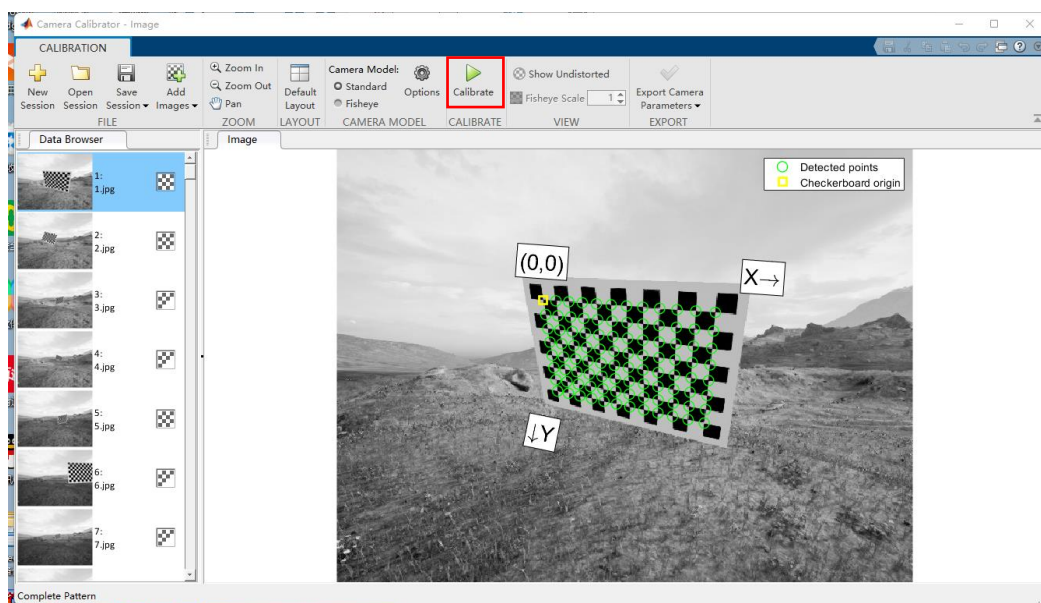 Camera Calibrator - Image
CALIBRATION
New Session
Open Session
Save Session
Add Images
FILE
Zoom In
Zoom Out
Pan
ZOOM
Default Layout
LAYOUT
Camera Model:
Standard
Fisheye
Options
CAMERA MODEL
Calibrate
CALIBRATE
Show Undistorted
Fisheye Scale 1
VIEW
Export Camera
Parameters
EXPORT
Data Browser
Image
1:
1.jpg
2:
2.jpg
3:
3.jpg
4:
4.jpg
5:
5.jpg
6:
6.jpg
7:
7.jpg
Detected points
Checkerboard origin
(0,0)
X→
↓Y
Complete Pattern